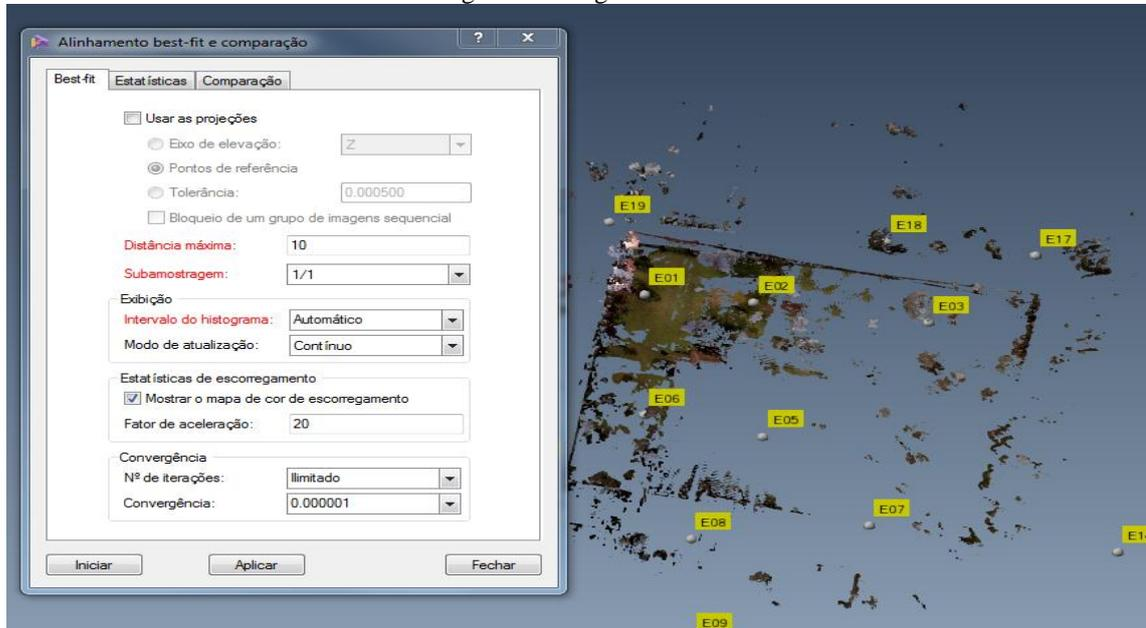 Alinhamento best-fit e comparação
Best-fit Estatísticas Comparação
Usar as projeções
Eixo de elevação: Z
Pontos de referência
Tolerância: 0.000500
Bloqueio de um grupo de imagens sequencial
Distância máxima: 10
Subamostragem: 1/1
Exibição
Intervalo do histograma: Automático
Modo de atualização: Contínuo
Estatísticas de escorregamento
Mostrar o mapa de cor de escorregamento
Fator de aceleração: 20
Convergência
Nº de iterações: Ilimitado
Convergência: 0.000001
Iniciar Aplicar Fechar
E19
E18
E17
E01
E02
E03
E06
E05
E07
E08
E09